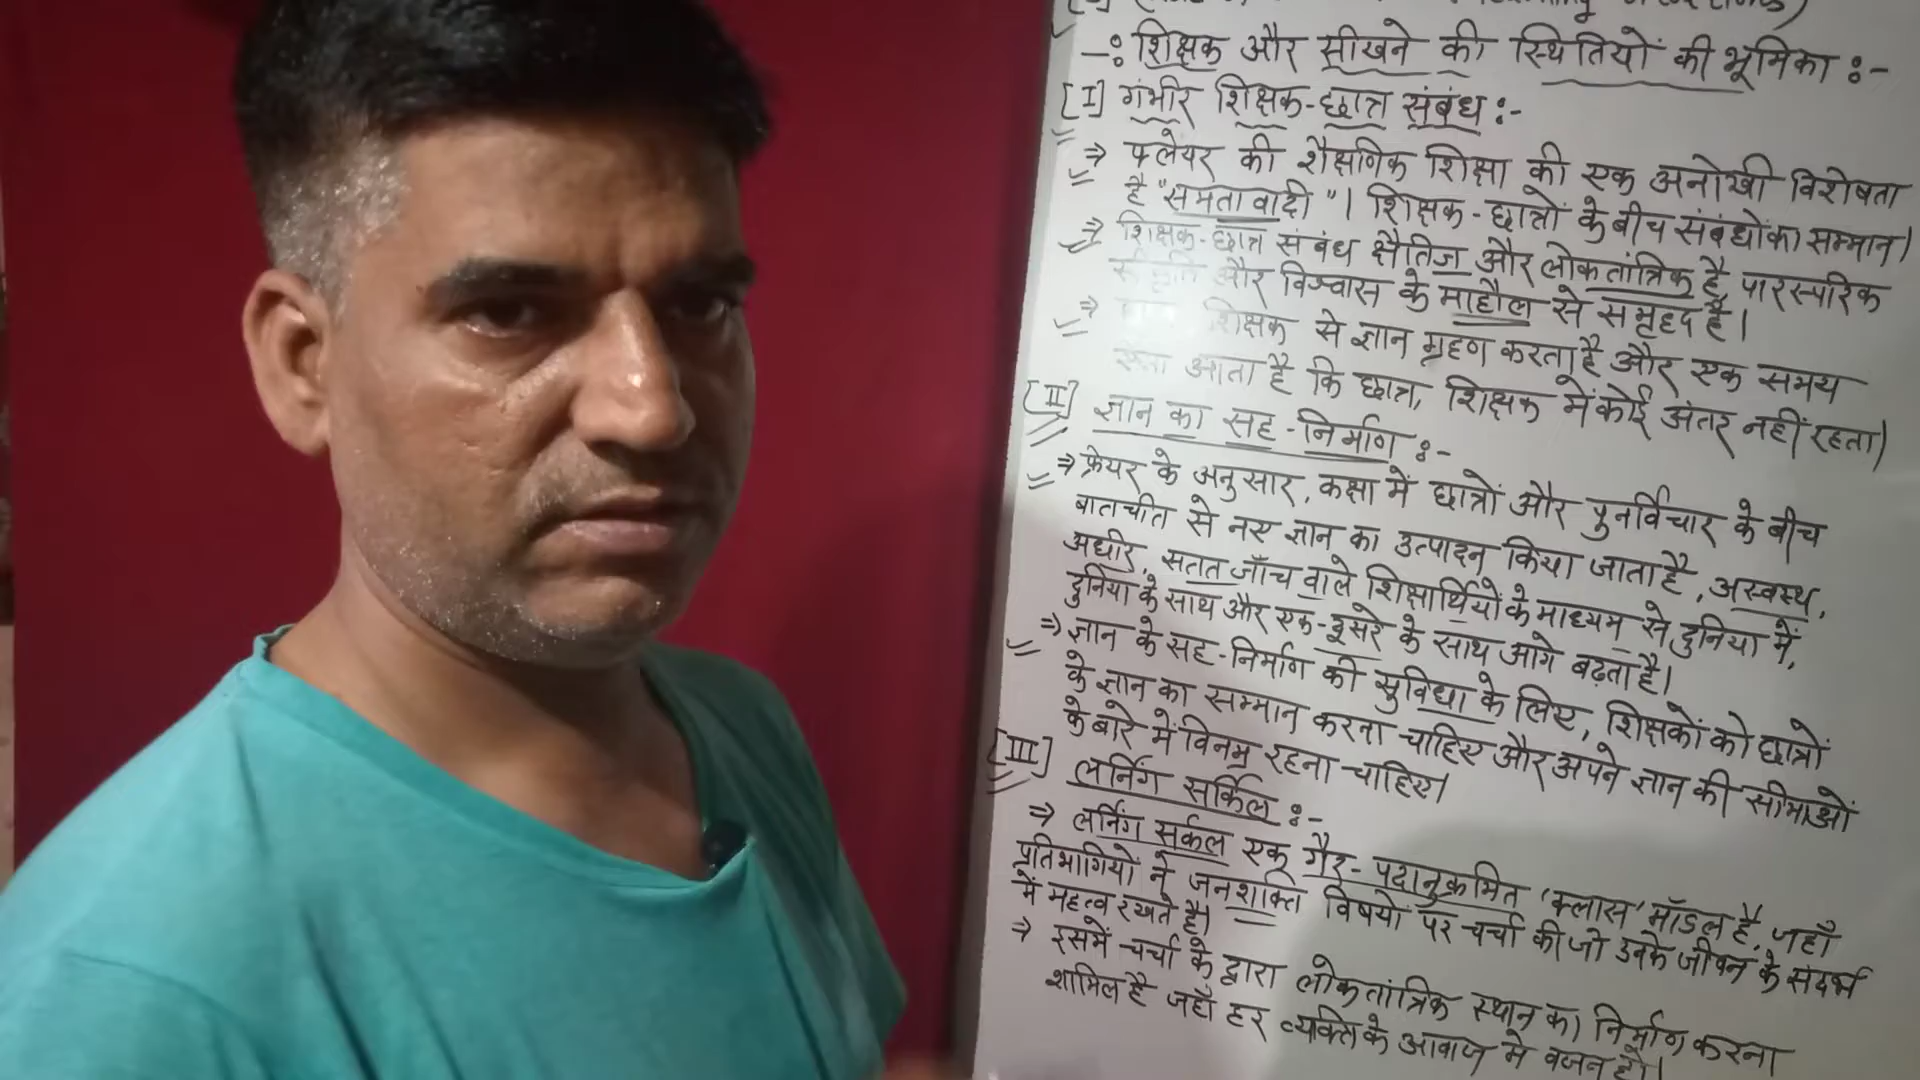 -: शिक्षक और सीखने की स्थितियों की भूमिका :-
[I] गंभीर शिक्षक-छात्र संबंध :-
⇒ फ्लेयर की शैक्षणिक शिक्षा की एक अनोखी विशेषता
है "समतावादी"। शिक्षक-छात्रों के बीच संबंधों का सम्मान।
⇒ शिक्षक-छात्र संबंध क्षैतिज और लोकतांत्रिक है पारस्परिक
और विश्वास के माहौल से समृद्ध है।
⇒ शिक्षक से ज्ञान ग्रहण करता है और एक समय
ऐसा आता है कि छात्र, शिक्षक में कोई अंतर नहीं रहता।
[II] ज्ञान का सह-निर्माण :-
⇒ फ्रेयर के अनुसार, कक्षा में छात्रों और पुनर्विचार के बीच
बातचीत से नए ज्ञान का उत्पादन किया जाता है, अस्वस्थ,
अधीर, सतत जाँच वाले शिक्षार्थियों के माध्यम से दुनिया में,
दुनिया के साथ और एक-दूसरे के साथ आगे बढ़ता है।
⇒ ज्ञान के सह-निर्माण की सुविधा के लिए, शिक्षकों को छात्रों
के ज्ञान का सम्मान करना चाहिए और अपने ज्ञान की सीमाओं
के बारे में विनम्र रहना चाहिए।
[III] लर्निंग सर्किल :-
⇒ लर्निंग सर्कल एक गैर-पदानुक्रमित 'क्लास' मॉडल है, जहाँ
प्रतिभागियों ने जनशक्ति विषयों पर चर्चा की जो उनके जीवन के संदर्भ
में महत्व रखते हैं।
⇒ इसमें चर्चा के द्वारा लोकतांत्रिक स्थान का निर्माण करना
शामिल है जहाँ हर व्यक्ति के आवाज में वजन हो।